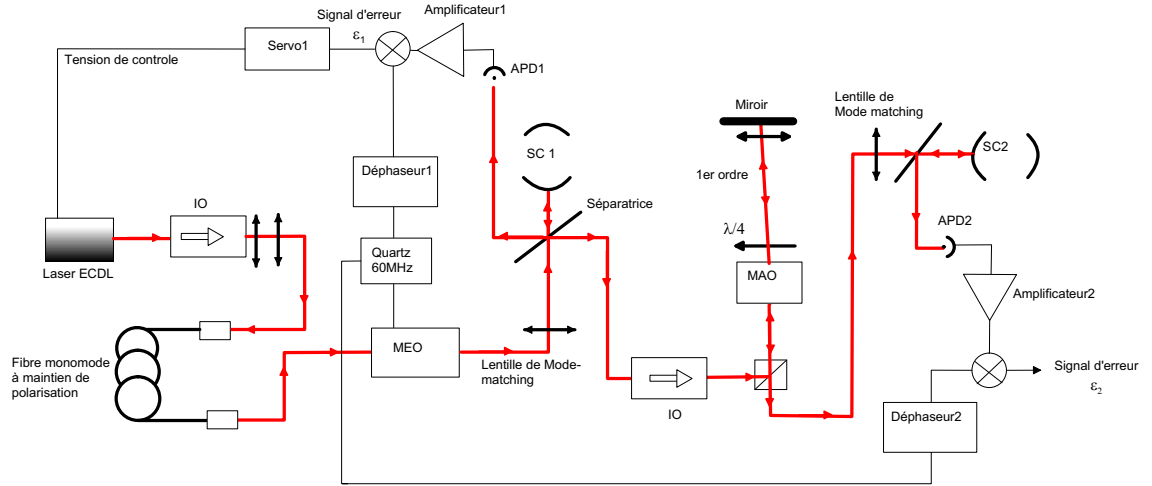 Signal d'erreur
ε1
Amplificateur1
Servo1
Tension de controle
APD1
Miroir
Lentille de
Mode matching
SC 1
SC2
1er ordre
Déphaseur1
IO
Séparatrice
λ/4
APD2
Laser ECDL
Quartz
60MHz
MAO
Amplificateur2
MEO
Fibre monomode
à maintien de
polarisation
Lentille de Mode-
matching
IO
Signal d'erreur
ε2
Déphaseur2